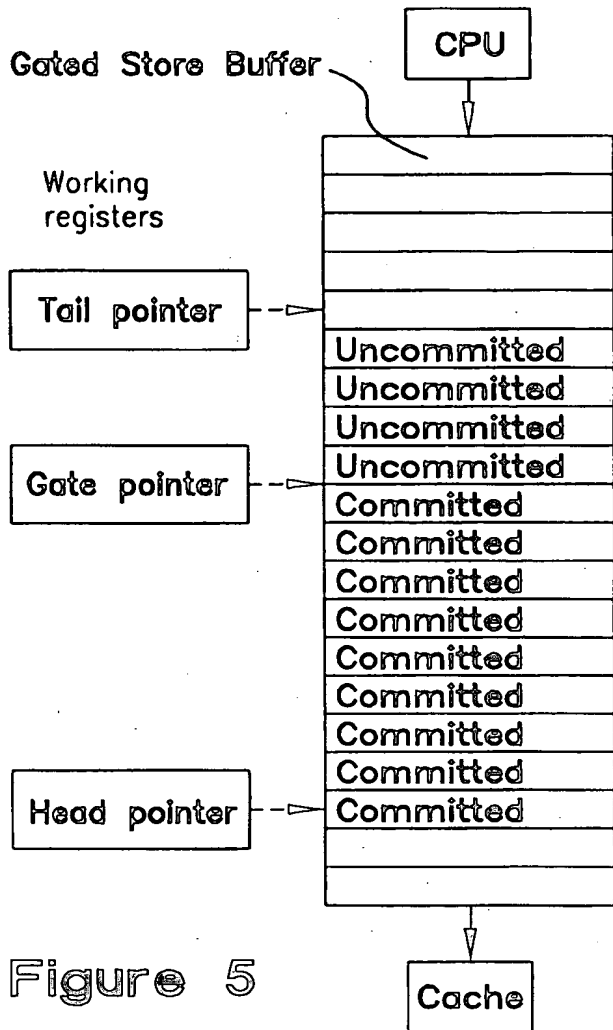 CPU
Gated Store Buffer
Working
registers
Tail pointer
Uncommitted
Uncommitted
Uncommitted
Uncommitted
Gate pointer
Committed
Committed
Committed
Committed
Committed
Committed
Committed
Committed
Head pointer
Committed
Figure 5
Cache